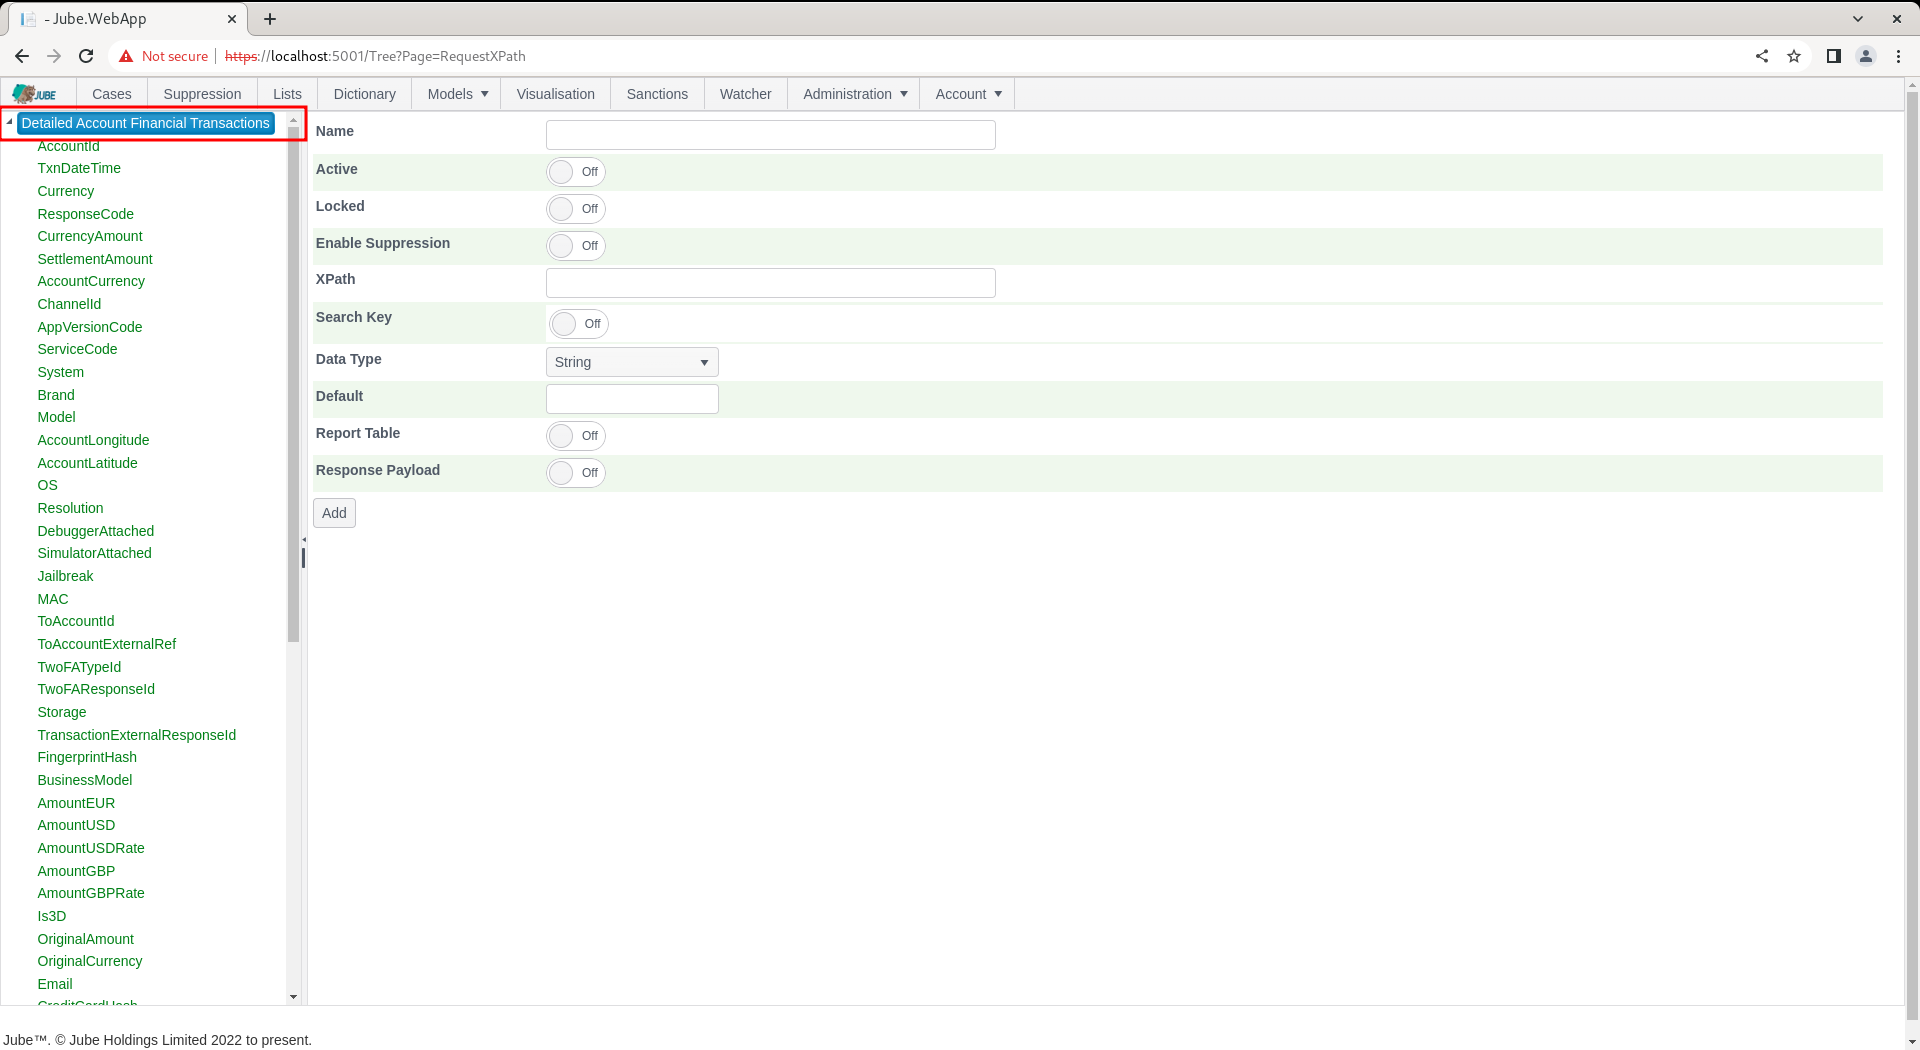 - Jube.WebApp
Not secure https://localhost:5001/Tree?Page=RequestXPath
JUBE Cases Suppression Lists Dictionary Models Visualisation Sanctions Watcher Administration Account
Detailed Account Financial Transactions
AccountId
TxnDateTime
Currency
ResponseCode
CurrencyAmount
SettlementAmount
AccountCurrency
ChannelId
AppVersionCode
ServiceCode
System
Brand
Model
AccountLongitude
AccountLatitude
OS
Resolution
DebuggerAttached
SimulatorAttached
Jailbreak
MAC
ToAccountId
ToAccountExternalRef
TwoFATypeId
TwoFAResponseId
Storage
TransactionExternalResponseId
FingerprintHash
BusinessModel
AmountEUR
AmountUSD
AmountUSDRate
AmountGBP
AmountGBPRate
Is3D
OriginalAmount
OriginalCurrency
Email
CreditCardHash
Name
Active Off
Locked Off
Enable Suppression Off
XPath
Search Key Off
Data Type String
Default
Report Table Off
Response Payload Off
Add
Jube™. © Jube Holdings Limited 2022 to present.